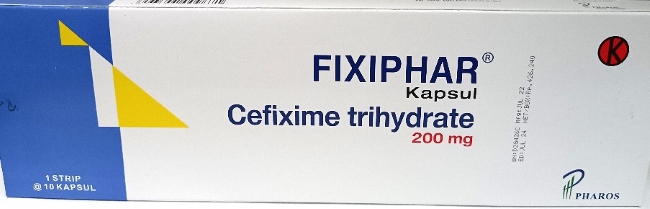 FIXIPHAR®
Kapsul
Cefixime trihydrate
200 mg
K
1 STRIP
@ 10 KAPSUL
PHAROS